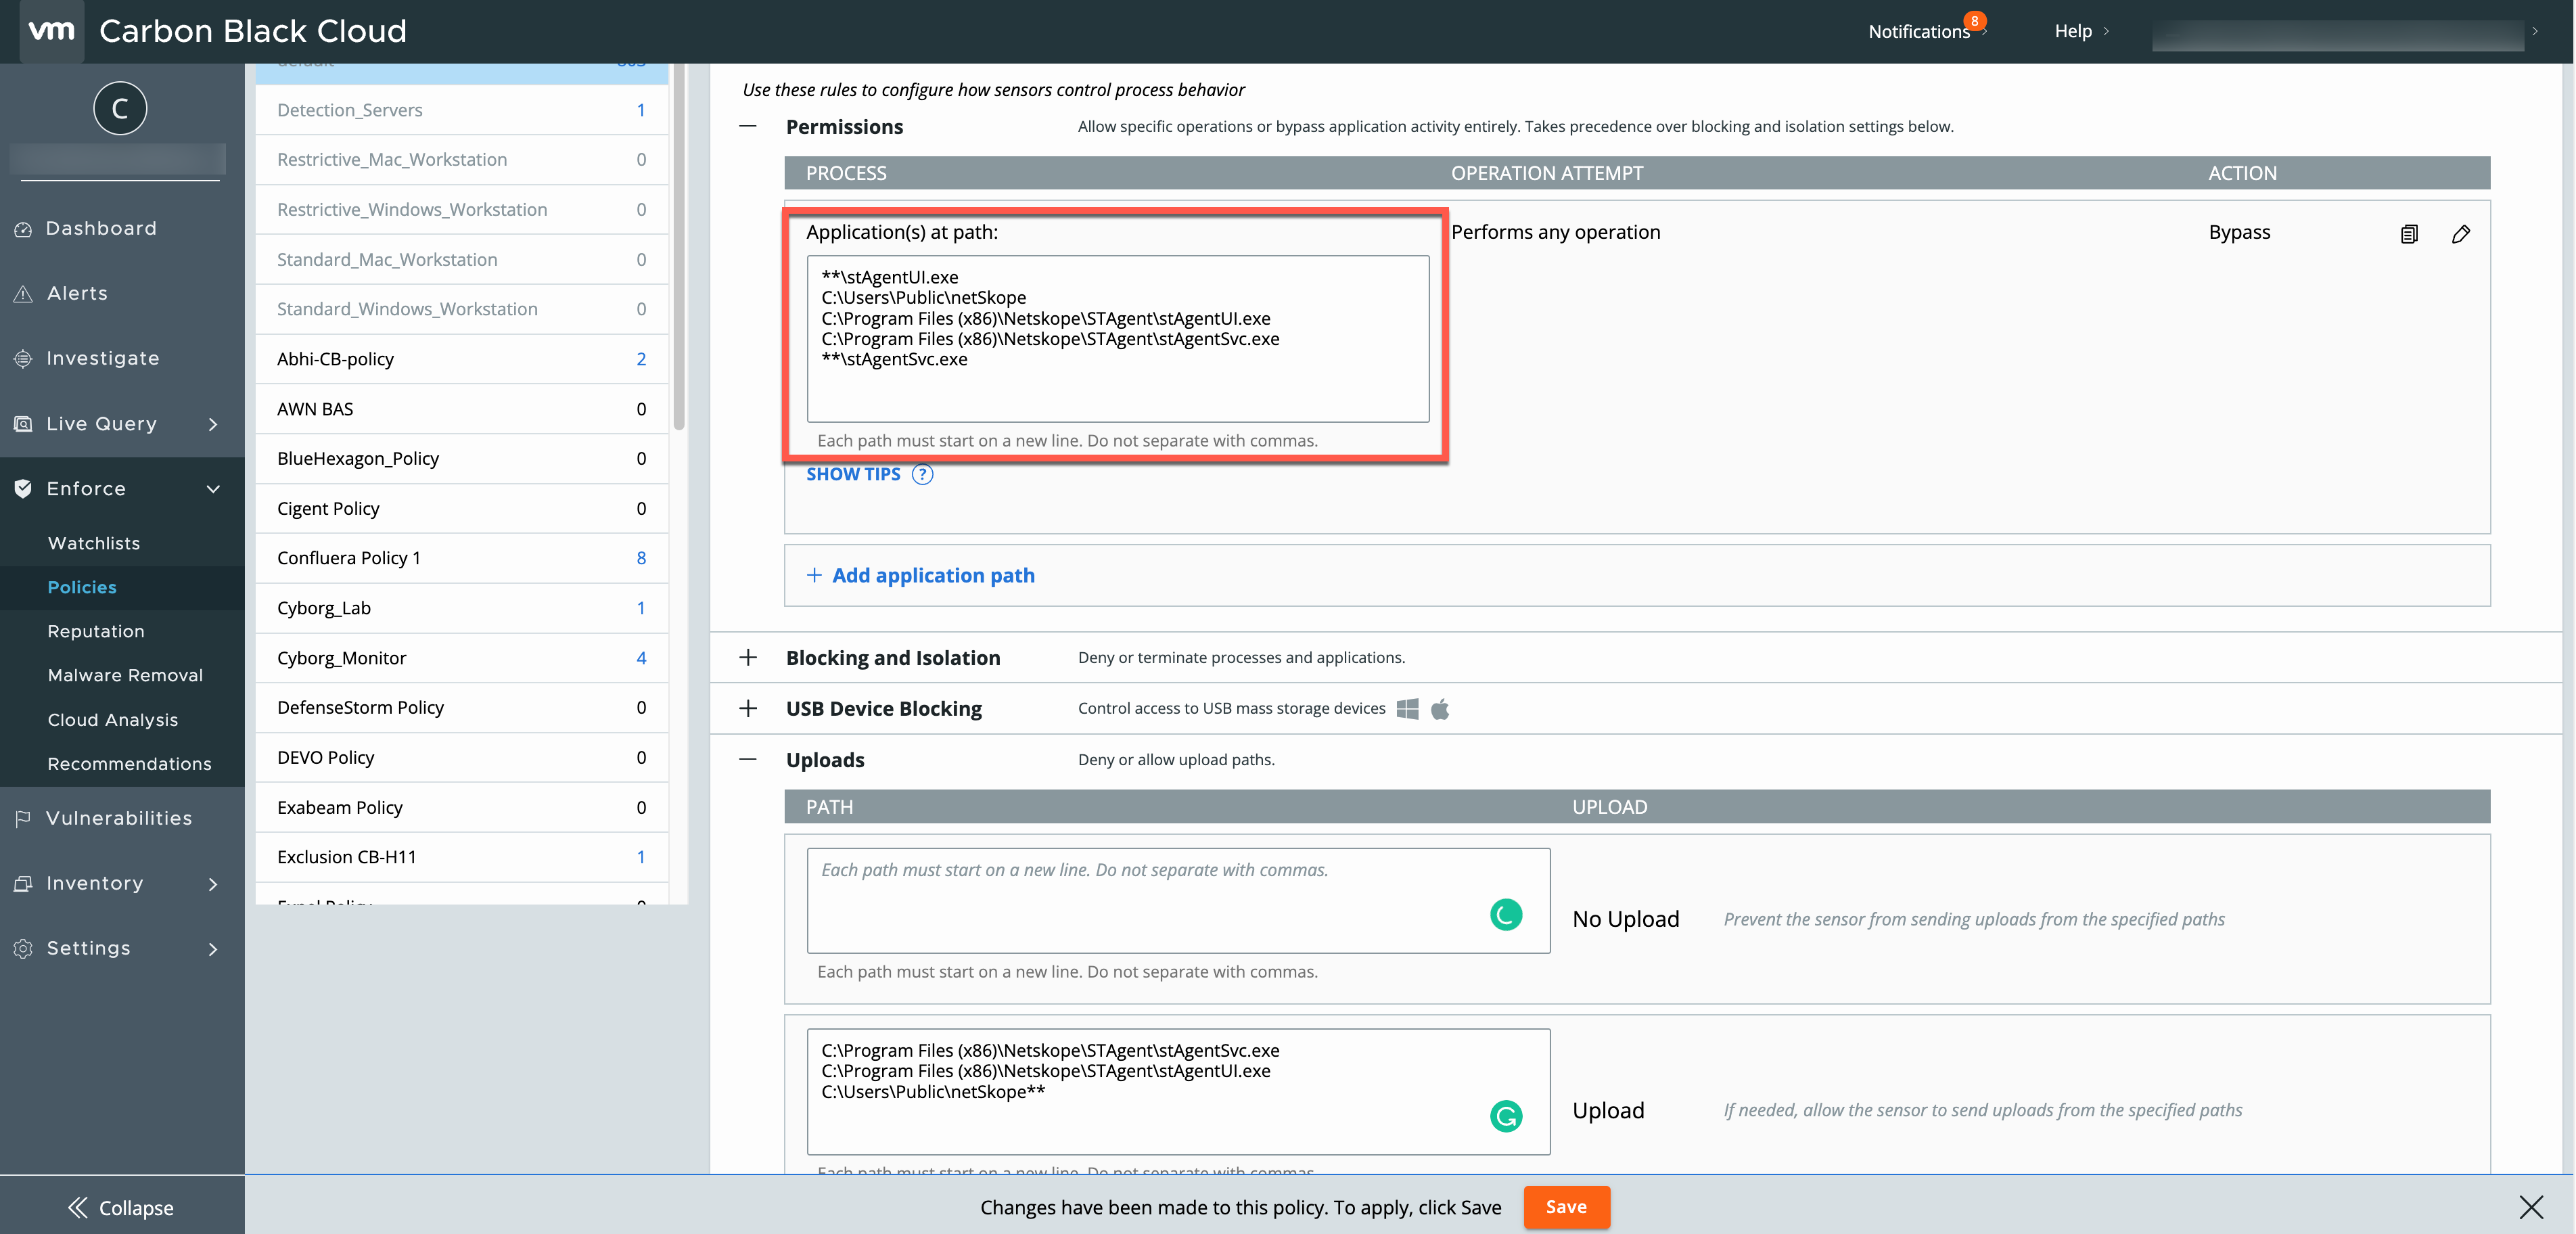 vm Carbon Black Cloud
Notifications 8
Help
C
Dashboard
Alerts
Investigate
Live Query
Enforce
Watchlists
Policies
Reputation
Malware Removal
Cloud Analysis
Recommendations
Vulnerabilities
Inventory
Settings
Collapse
default
Detection_Servers 1
Restrictive_Mac_Workstation 0
Restrictive_Windows_Workstation 0
Standard_Mac_Workstation 0
Standard_Windows_Workstation 0
Abhi-CB-policy 2
AWN BAS 0
BlueHexagon_Policy 0
Cigent Policy 0
Confluera Policy 1 8
Cyborg_Lab 1
Cyborg_Monitor 4
DefenseStorm Policy 0
DEVO Policy 0
Exabeam Policy 0
Exclusion CB-H11 1
Expel Policy 0
Use these rules to configure how sensors control process behavior
Permissions Allow specific operations or bypass application activity entirely. Takes precedence over blocking and isolation settings below.
PROCESS OPERATION ATTEMPT ACTION
Application(s) at path: Performs any operation Bypass
**\stAgentUI.exe
C:\Users\Public\netSkope
C:\Program Files (x86)\Netskope\STAgent\stAgentUI.exe
C:\Program Files (x86)\Netskope\STAgent\stAgentSvc.exe
**\stAgentSvc.exe
Each path must start on a new line. Do not separate with commas.
SHOW TIPS ?
+ Add application path
Blocking and Isolation Deny or terminate processes and applications.
USB Device Blocking Control access to USB mass storage devices
Uploads Deny or allow upload paths.
PATH UPLOAD
Each path must start on a new line. Do not separate with commas.
No Upload Prevent the sensor from sending uploads from the specified paths
Each path must start on a new line. Do not separate with commas.
C:\Program Files (x86)\Netskope\STAgent\stAgentSvc.exe
C:\Program Files (x86)\Netskope\STAgent\stAgentUI.exe
C:\Users\Public\netSkope**
Upload If needed, allow the sensor to send uploads from the specified paths
Each path must start on a new line. Do not separate with commas.
Changes have been made to this policy. To apply, click Save Save